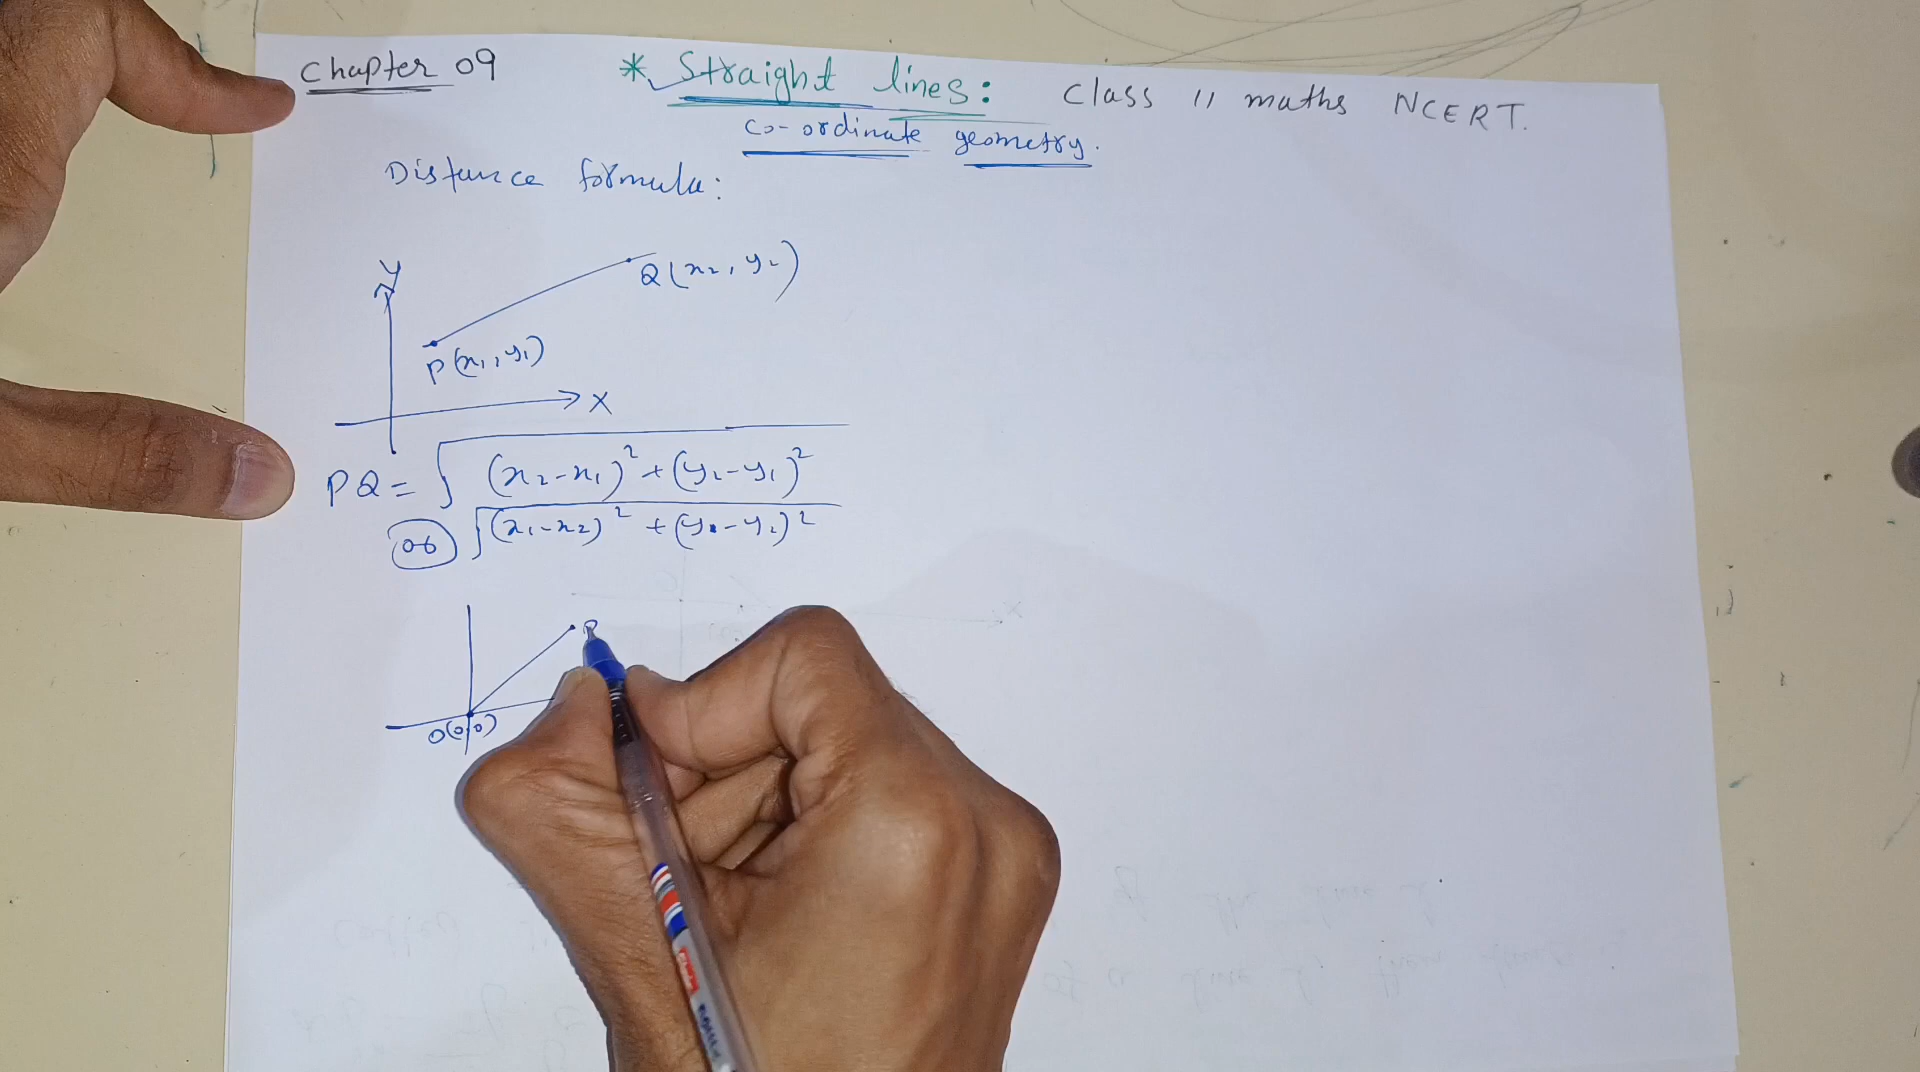 Chapter 09
* Straight lines: Class 11 maths NCERT.
Co-ordinate geometry.
Distance formula:
y
Q(x₂, y₂)
P(x₁, y₁)
X
PQ = √(x₂-x₁)² + (y₂-y₁)²
or √(x₁-x₂)² + (y₁-y₂)²
P
O(0,0)